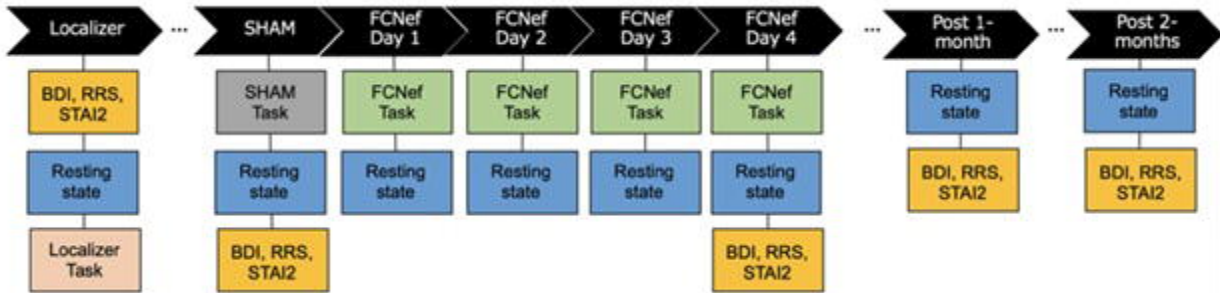 Localizer
...
SHAM
FCNef
Day 1
FCNef
Day 2
FCNef
Day 3
FCNef
Day 4
...
Post 1-
month
...
Post 2-
months
BDI, RRS,
STAI2
SHAM
Task
FCNef
Task
FCNef
Task
FCNef
Task
FCNef
Task
Resting
state
Resting
state
Resting
state
Resting
state
Resting
state
Resting
state
Resting
state
Resting
state
BDI, RRS,
STAI2
BDI, RRS,
STAI2
Localizer
Task
BDI, RRS,
STAI2
BDI, RRS,
STAI2